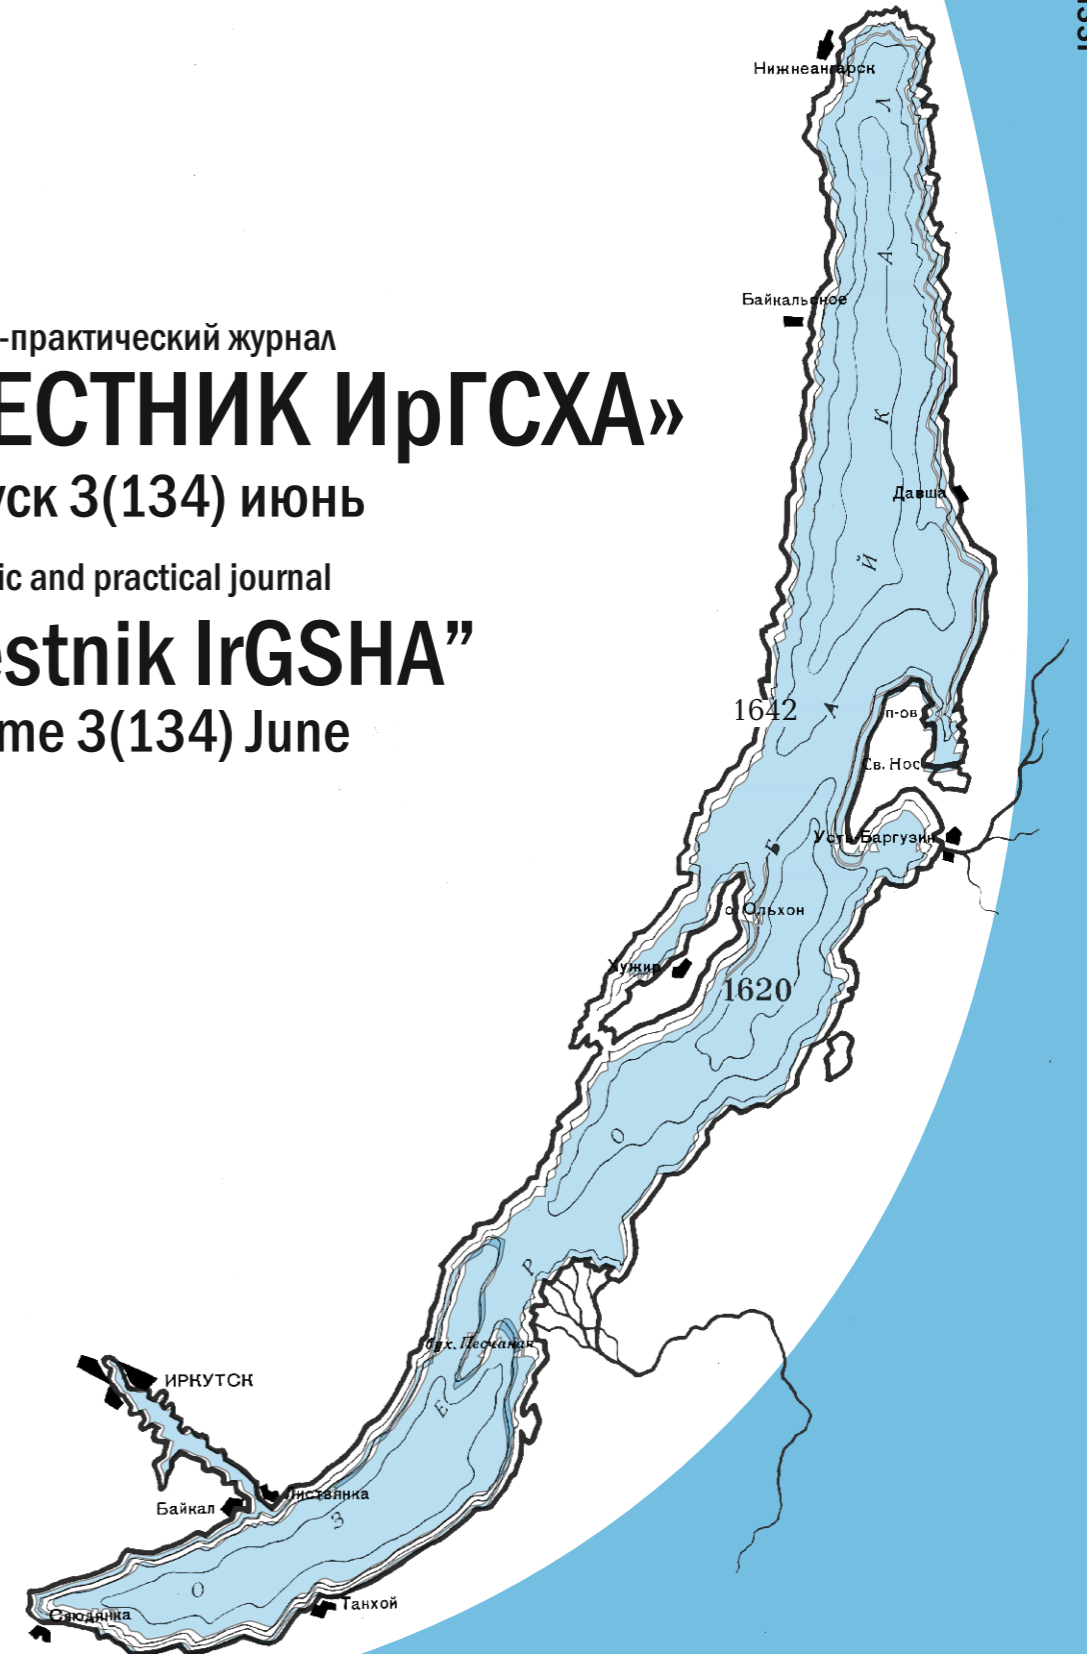 -практический журнал
ЕСТНИК ИрГСХА»
уск 3(134) июнь
ic and practical journal
estnik IrGSHA”
me 3(134) June
Нижнеангарск
Байкальское
Давша
1642
п-ов
Св. Нос
Усть-Баргузин
о. Ольхон
Хужир
1620
бух. Песчаная
ИРКУТСК
Листвянка
Байкал
Танхой
Слюдянка
О З Е Р О Б А Й К А Л